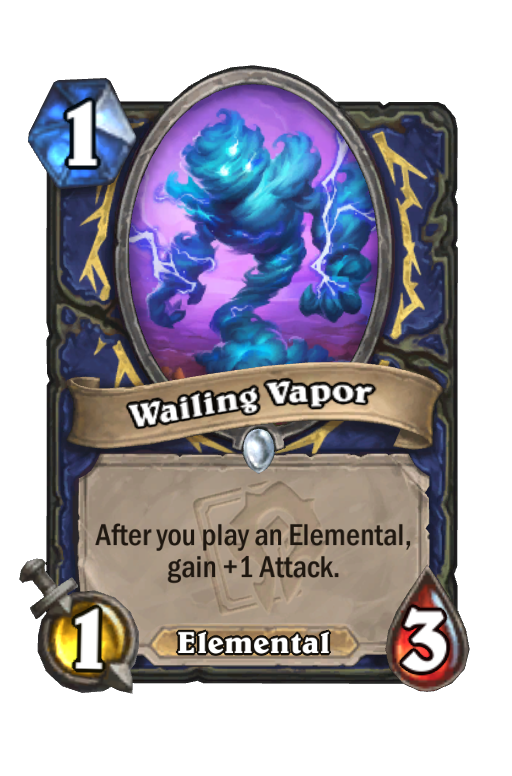 1
Wailing Vapor
After you play an Elemental,
gain +1 Attack.
1
Elemental
3